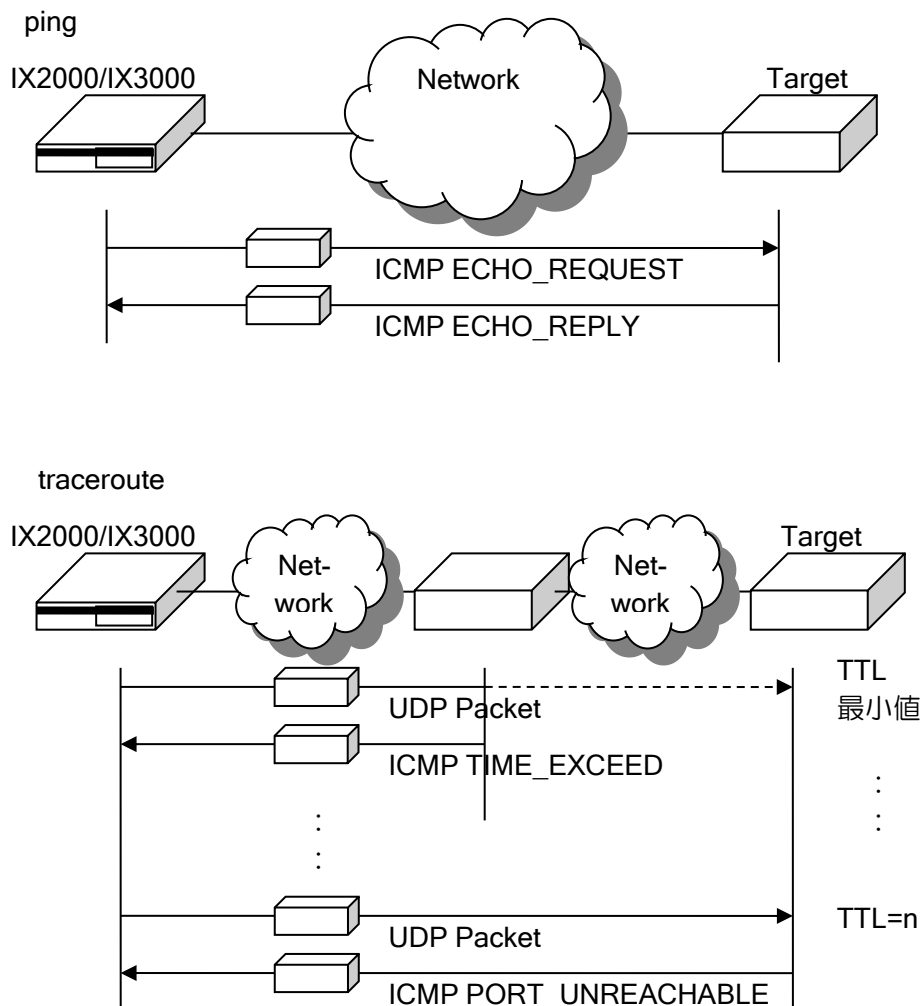 ping
IX2000/IX3000
Network
Target
ICMP ECHO_REQUEST
ICMP ECHO_REPLY
traceroute
IX2000/IX3000
Net-
work
Net-
work
Target
TTL
最小値
UDP Packet
ICMP TIME_EXCEED
:
:
:
:
UDP Packet
TTL=n
ICMP PORT_UNREACHABLE